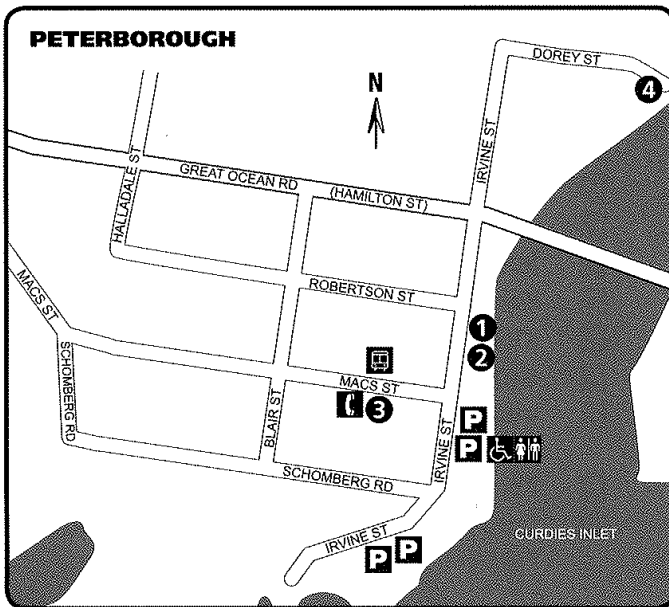 PETERBOROUGH
DOREY ST
4
N
IRVINE ST
GREAT OCEAN RD
(HAMILTON ST)
HALLADALE ST
ROBERTSON ST
MACS ST
1
2
MACS ST
3
SCHOMBERG RD
BLAIR ST
IRVINE ST
P
P
SCHOMBERG RD
IRVINE ST
P
P
CURDIES INLET